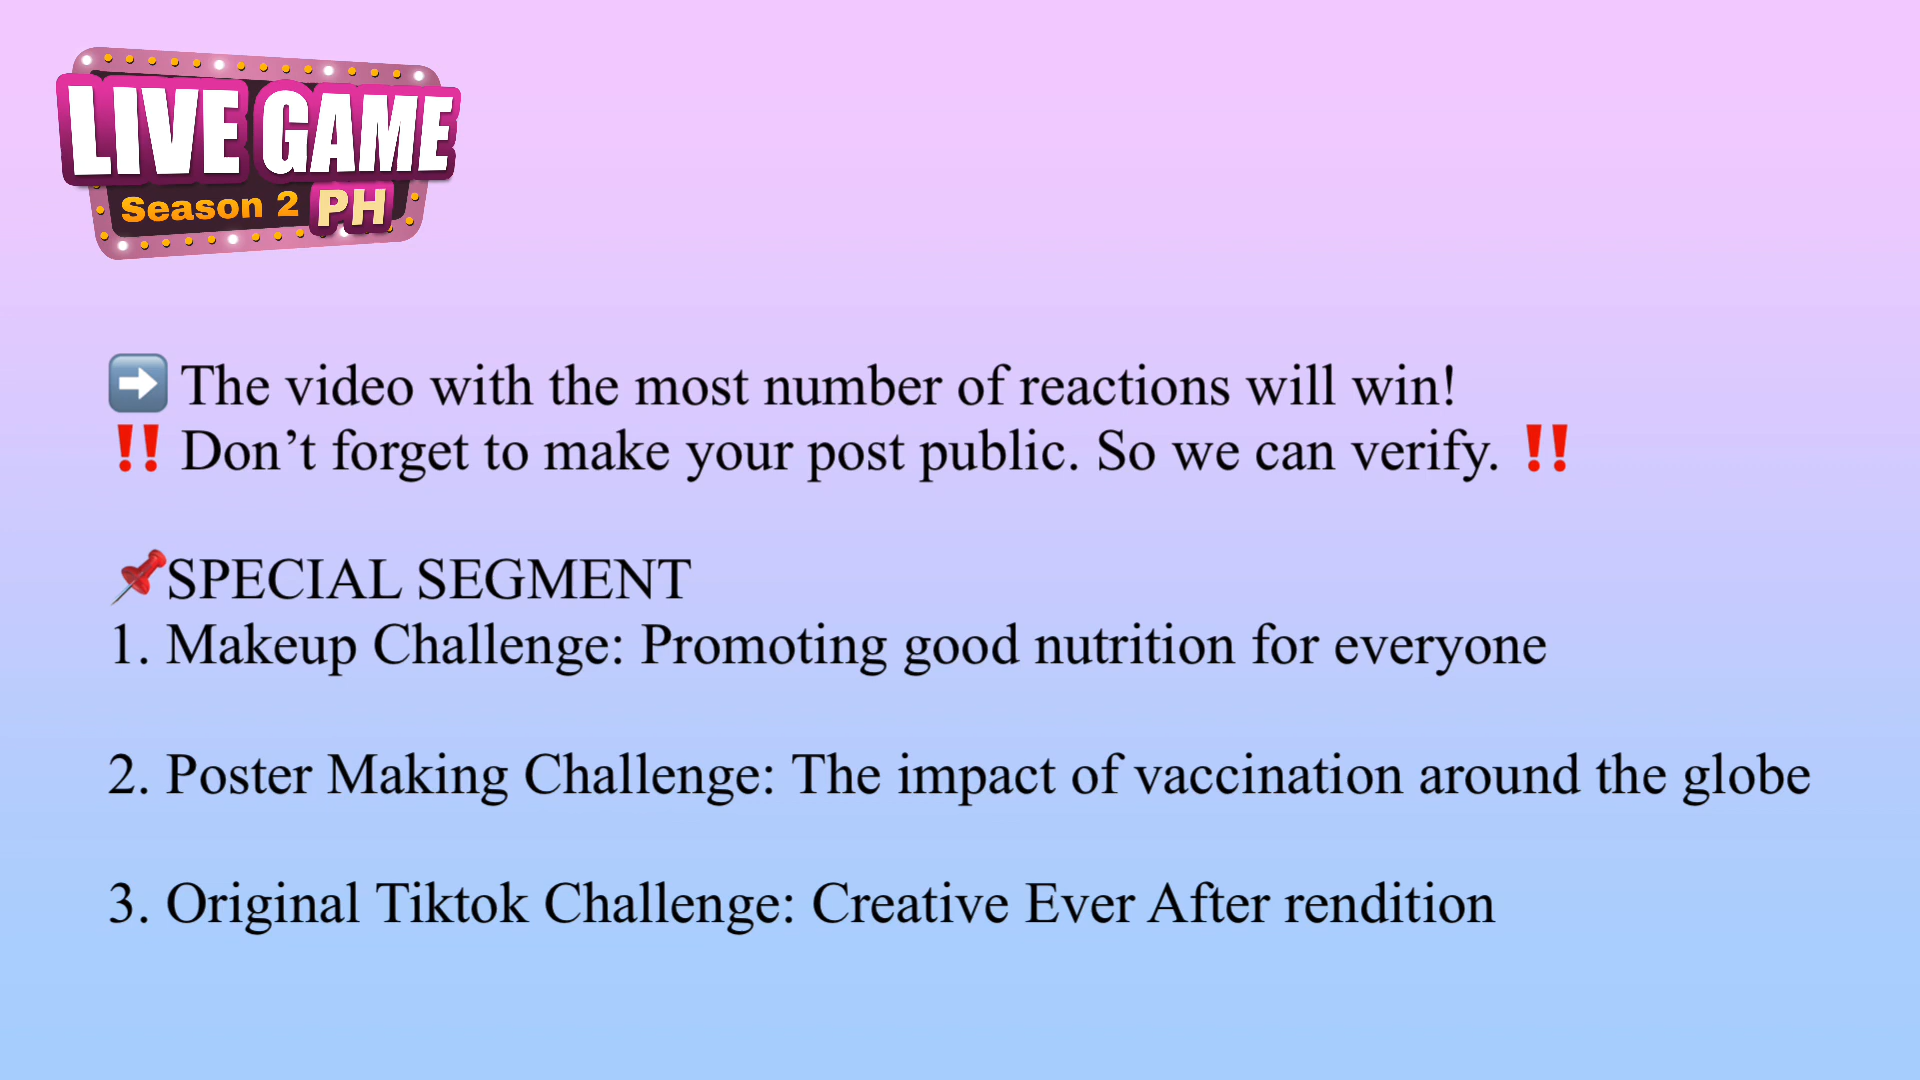 LIVE GAME
Season 2 PH
➡️ The video with the most number of reactions will win!
‼️ Don’t forget to make your post public. So we can verify. ‼️
📌SPECIAL SEGMENT
1. Makeup Challenge: Promoting good nutrition for everyone
2. Poster Making Challenge: The impact of vaccination around the globe
3. Original Tiktok Challenge: Creative Ever After rendition